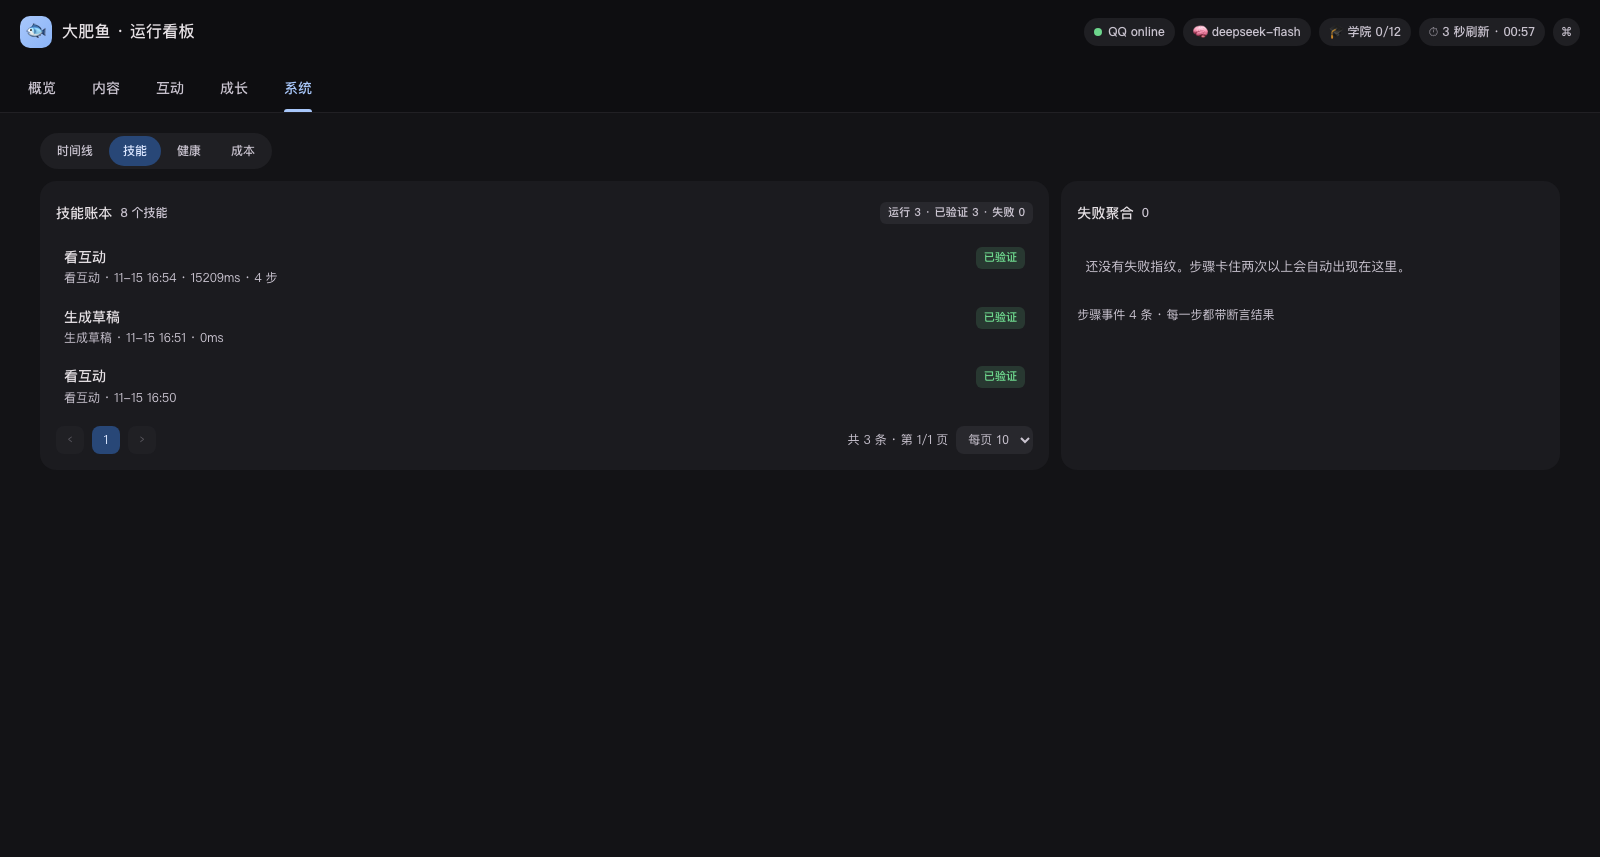 大肥鱼 · 运行看板
QQ online
deepseek-flash
学院 0/12
3 秒刷新 · 00:57
⌘
概览
内容
互动
成长
系统
时间线
技能
健康
成本
技能账本 8 个技能
运行 3 · 已验证 3 · 失败 0
看互动
已验证
看互动 · 11-15 16:54 · 15209ms · 4 步
生成草稿
已验证
生成草稿 · 11-15 16:51 · 0ms
看互动
已验证
看互动 · 11-15 16:50
‹ 1 ›
共 3 条 · 第 1/1 页
每页 10
失败聚合 0
还没有失败指纹。步骤卡住两次以上会自动出现在这里。
步骤事件 4 条 · 每一步都带断言结果